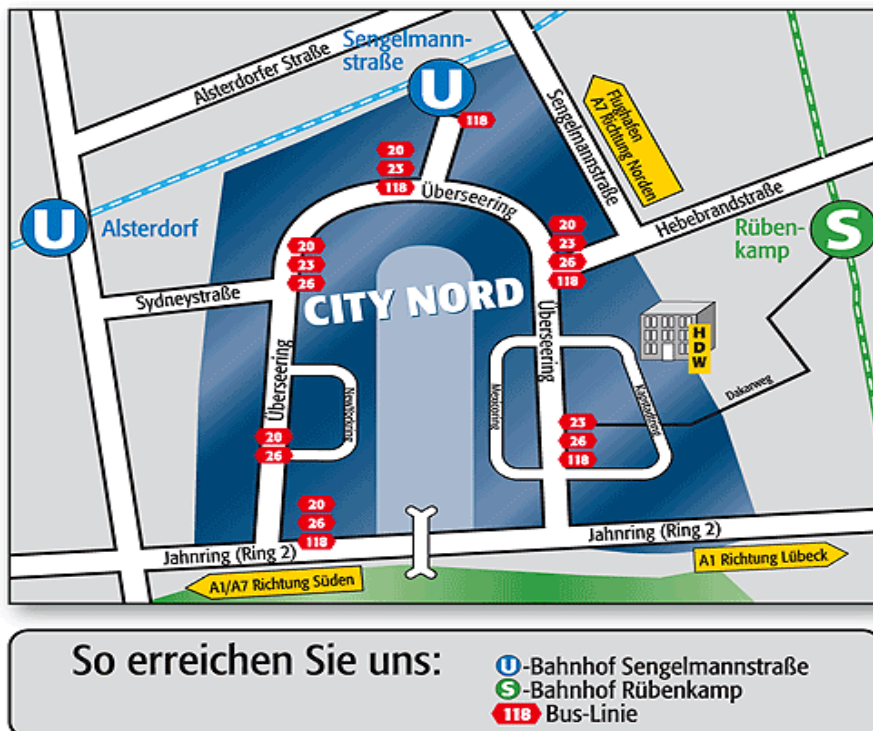 Sengelmann-
straße
U
Alsterdorfer Straße
118
Sengelmannstraße
Flughafen
A7 Richtung Norden
20
23
118
Überseering
Hebebrandstraße
U
Alsterdorf
20
23
26
118
Rüben-
kamp
S
20
23
26
Sydneystraße
CITY NORD
Überseering
Überseering
HDW
Mexicoring
Kapstadtring
Dakarweg
20
26
23
26
118
20
26
118
Jahnring (Ring 2)
Jahnring (Ring 2)
A1/A7 Richtung Süden
A1 Richtung Lübeck
So erreichen Sie uns:
U-Bahnhof Sengelmannstraße
S-Bahnhof Rübenkamp
118 Bus-Linie